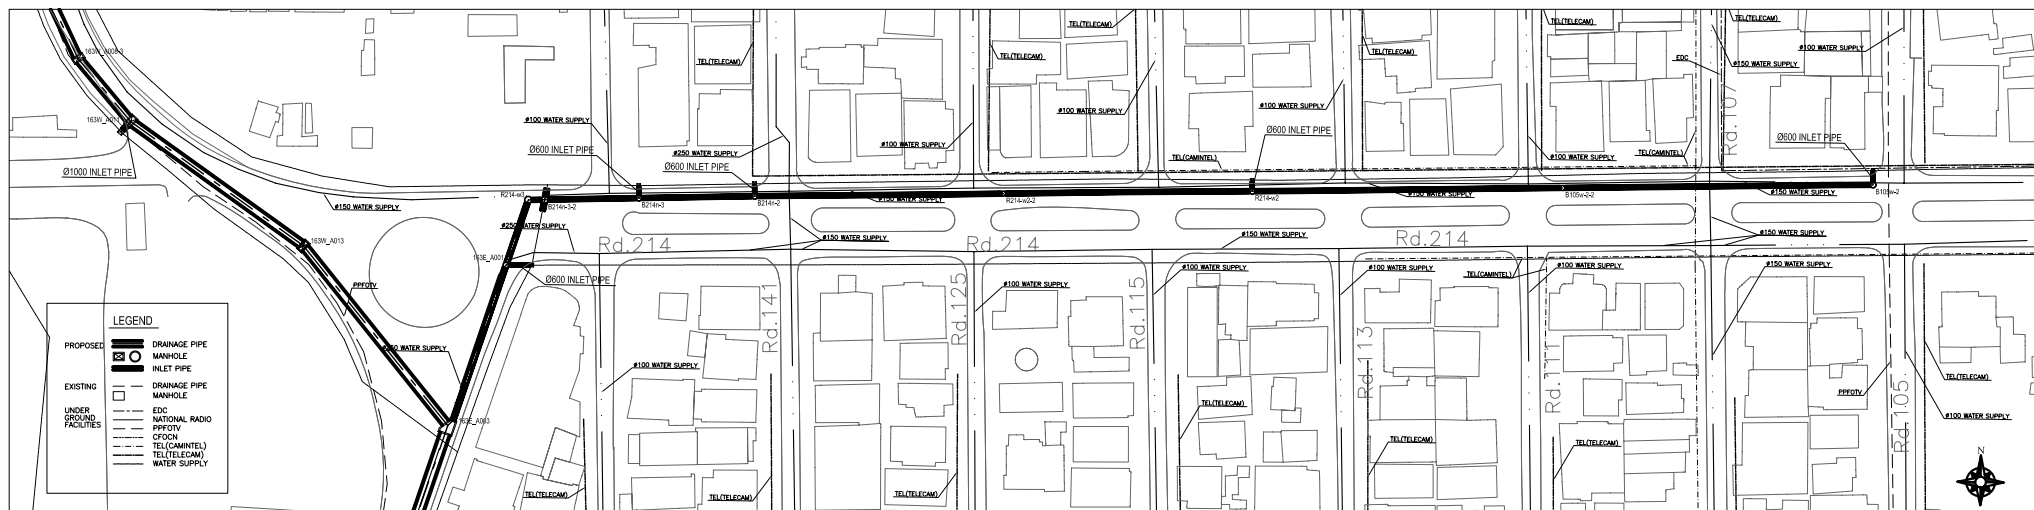 TEL(TELECAM)
TEL(TELECAM)
TEL(TELECAM)
163W_A008-3
TEL(TELECAM)
TEL(TELECAM)
TEL(TELECAM)
Ø100 WATER SUPPLY
EDC
Ø150 WATER SUPPLY
Ø100 WATER SUPPLY
Ø100 WATER SUPPLY
Rd.107
163W_A011
Ø100 WATER SUPPLY
Ø600 INLET PIPE
Ø600 INLET PIPE
Ø100 WATER SUPPLY
Ø600 INLET PIPE
Ø250 WATER SUPPLY
TEL(CAMINTEL)
Ø100 WATER SUPPLY
TEL(CAMINTEL)
Ø1000 INLET PIPE
Ø600 INLET PIPE
R214-w3
B214n-3-2
B214n-3
B214n-2
Ø150 WATER SUPPLY
R214-w2-2
R214-w2
Ø150 WATER SUPPLY
B105w-2-2
Ø150 WATER SUPPLY
B105w-2
Ø150 WATER SUPPLY
Ø250 WATER SUPPLY
Ø150 WATER SUPPLY
Ø150 WATER SUPPLY
Ø150 WATER SUPPLY
163W_A013
Rd.214
Rd.214
Rd.214
163E_A001
Ø600 INLET PIPE
Ø100 WATER SUPPLY
Ø100 WATER SUPPLY
TEL(CAMINTEL)
Ø100 WATER SUPPLY
Ø150 WATER SUPPLY
PPFOTV
Ø100 WATER SUPPLY
Rd.141
Rd.125
Rd.115
Rd.113
Rd.111
Rd.105
Ø250 WATER SUPPLY
Ø100 WATER SUPPLY
TEL(TELECAM)
PPFOTV
TEL(TELECAM)
Ø100 WATER SUPPLY
163E_A003
TEL(TELECAM)
TEL(TELECAM)
TEL(TELECAM)
TEL(TELECAM)
TEL(TELECAM)
N
LEGEND
PROPOSED
DRAINAGE PIPE
MANHOLE
INLET PIPE
EXISTING
DRAINAGE PIPE
MANHOLE
UNDER
GROUND
FACILITIES
EDC
NATIONAL RADIO
PPFOTV
CFOCN
TEL(CAMINTEL)
TEL(TELECAM)
WATER SUPPLY